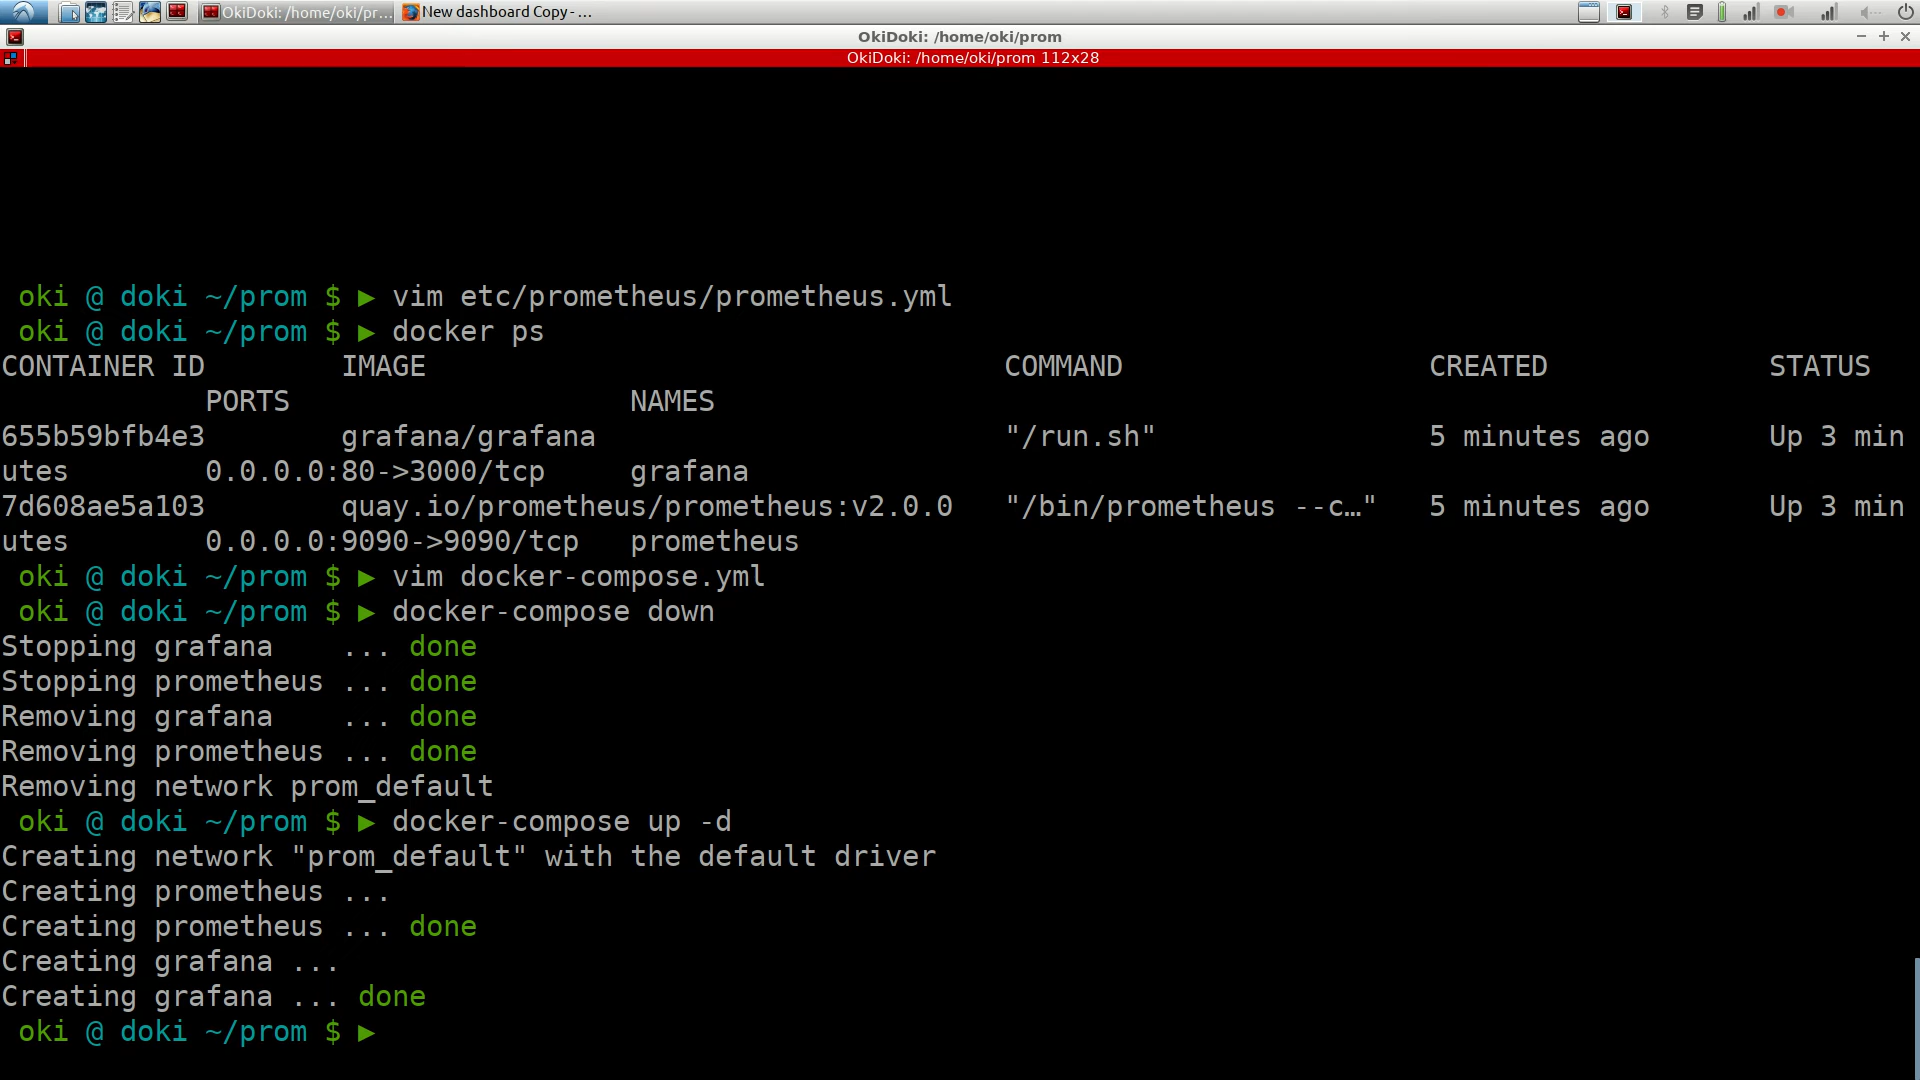 OkiDoki: /home/oki/pr... New dashboard Copy - ...
OkiDoki: /home/oki/prom
OkiDoki: /home/oki/prom 112x28
oki @ doki ~/prom $ ▶ vim etc/prometheus/prometheus.yml
oki @ doki ~/prom $ ▶ docker ps
CONTAINER ID        IMAGE                                  COMMAND                  CREATED             STATUS
            PORTS                    NAMES
655b59bfb4e3        grafana/grafana                        "/run.sh"                5 minutes ago       Up 3 min
utes        0.0.0.0:80->3000/tcp     grafana
7d608ae5a103        quay.io/prometheus/prometheus:v2.0.0   "/bin/prometheus --c…"   5 minutes ago       Up 3 min
utes        0.0.0.0:9090->9090/tcp   prometheus
oki @ doki ~/prom $ ▶ vim docker-compose.yml
oki @ doki ~/prom $ ▶ docker-compose down
Stopping grafana    ... done
Stopping prometheus ... done
Removing grafana    ... done
Removing prometheus ... done
Removing network prom_default
oki @ doki ~/prom $ ▶ docker-compose up -d
Creating network "prom_default" with the default driver
Creating prometheus ...
Creating prometheus ... done
Creating grafana ...
Creating grafana ... done
oki @ doki ~/prom $ ▶